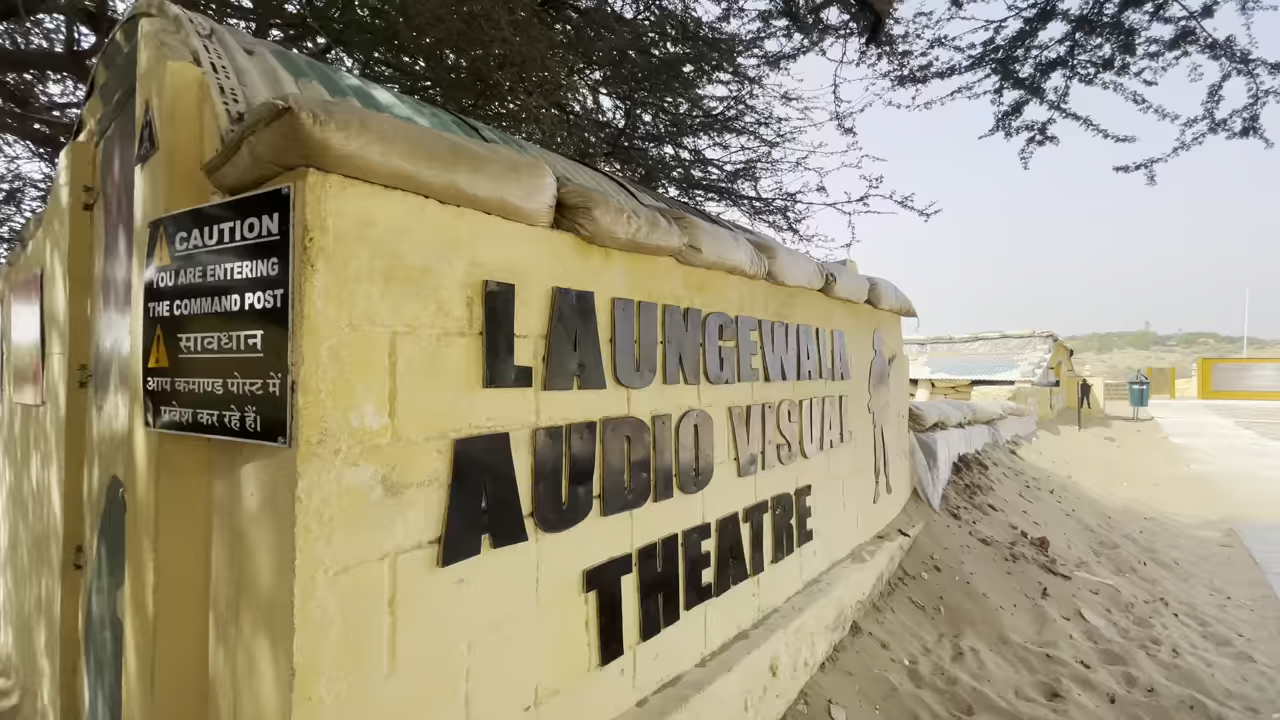 CAUTION
YOU ARE ENTERING
THE COMMAND POST
सावधान
आप कमाण्ड पोस्ट में
प्रवेश कर रहे हैं।
LAUNGEWALA
AUDIO VISUAL
THEATRE